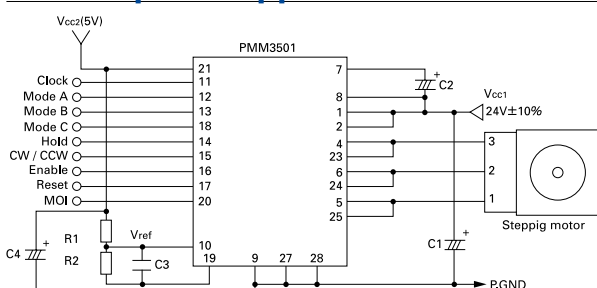 Vcc2(5V)
PMM3501
21 7
Clock 11 C2 +
Mode A 12 8 Vcc1
Mode B 13 1 24V±10%
Mode C 18 2
Hold 14 4 3
CW / CCW 15 23
Enable 16 6 2
Reset 17 24
MOI 20 5 1
25
Steppig motor
C4 + R1 Vref 10 C1 +
R2 C3 19 9 27 28
P.GND